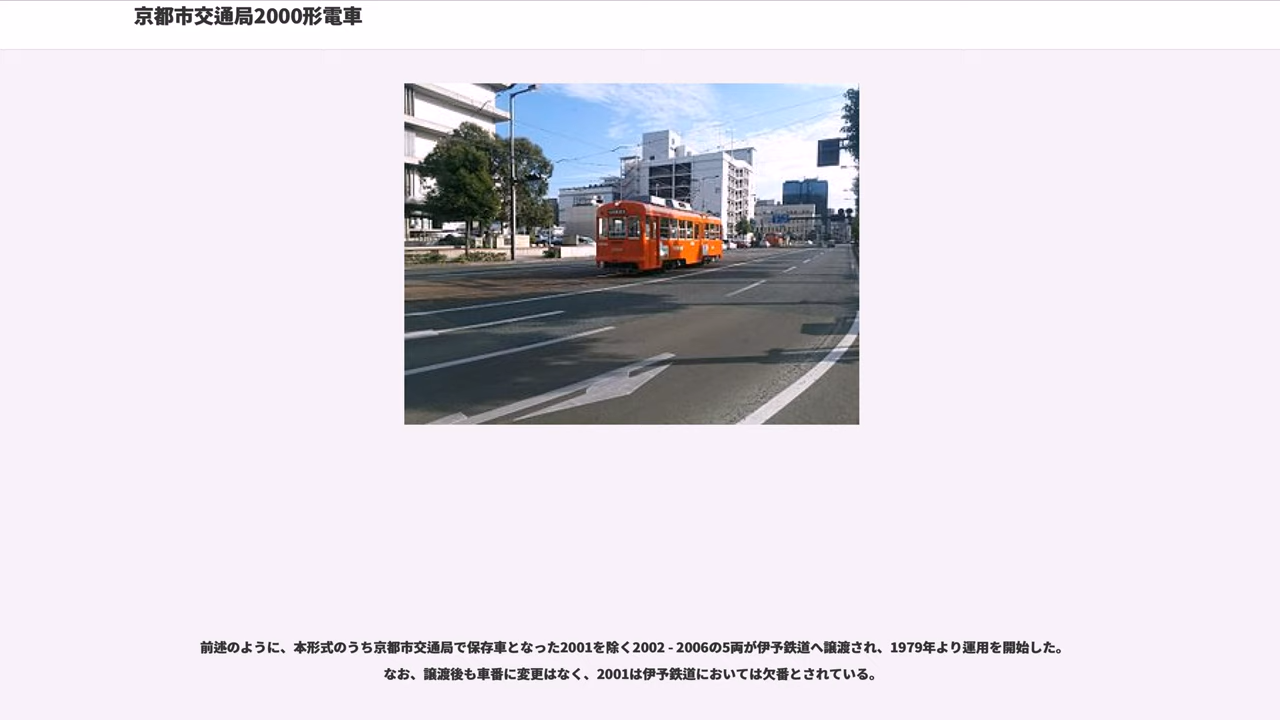 京都市交通局2000形電車
前述のように、本形式のうち京都市交通局で保存車となった2001を除く2002 - 2006の5両が伊予鉄道へ譲渡され、1979年より運用を開始した。
なお、譲渡後も車番に変更はなく、2001は伊予鉄道においては欠番とされている。